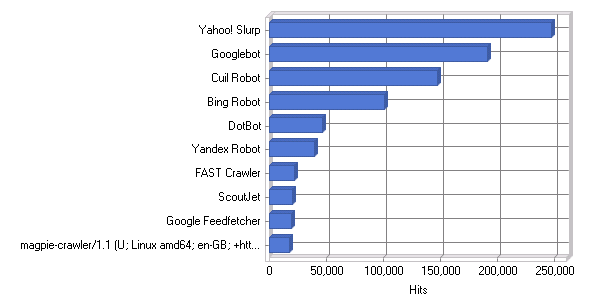 Yahoo! Slurp
Googlebot
Cuil Robot
Bing Robot
DotBot
Yandex Robot
FAST Crawler
ScoutJet
Google Feedfetcher
magpie-crawler/1.1 (U; Linux amd64; en-GB; +htt...
0 50,000 100,000 150,000 200,000 250,000
Hits